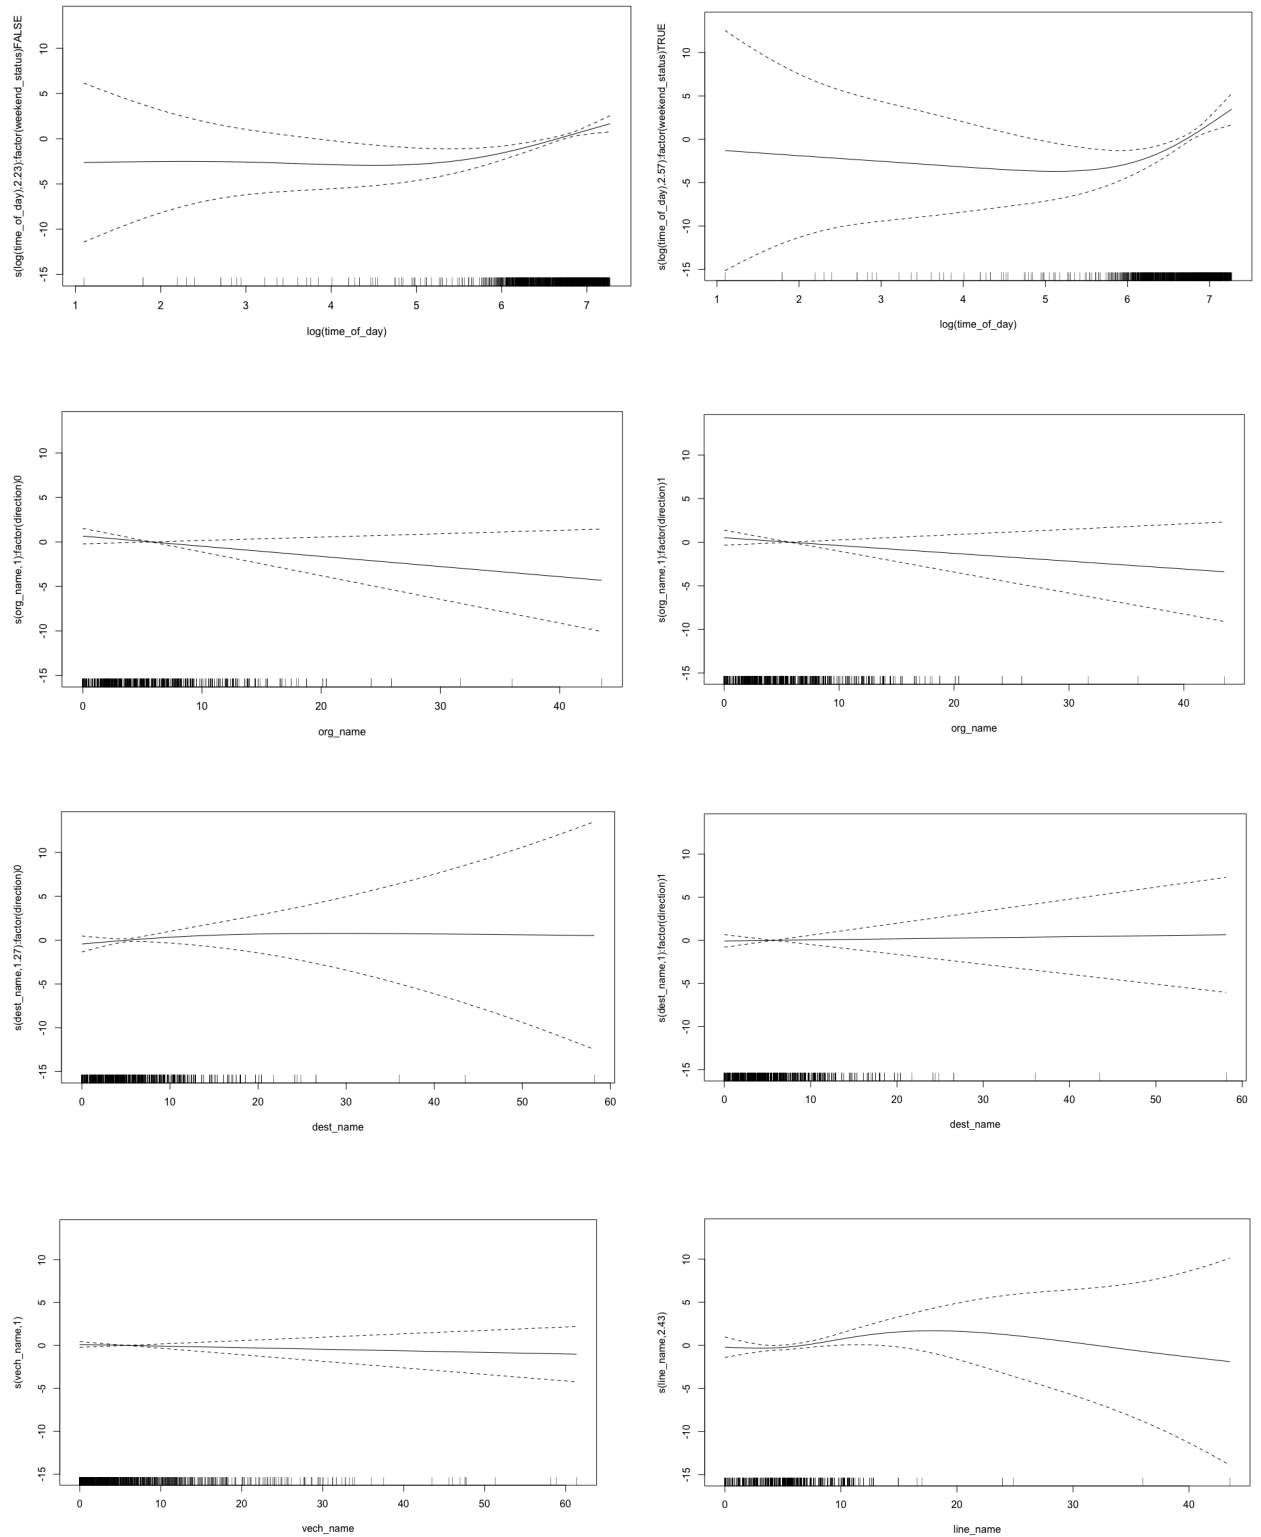 s(log(time_of_day),2.23):factor(weekend_status)FALSE
10
5
0
-5
-10
-15
1 2 3 4 5 6 7
log(time_of_day)
s(log(time_of_day),2.57):factor(weekend_status)TRUE
10
5
0
-5
-10
-15
1 2 3 4 5 6 7
log(time_of_day)
s(org_name,1):factor(direction)0
10
5
0
-5
-10
-15
0 10 20 30 40
org_name
s(org_name,1):factor(direction)1
10
5
0
-5
-10
-15
0 10 20 30 40
org_name
s(dest_name,1.27):factor(direction)0
10
5
0
-5
-10
-15
0 10 20 30 40 50 60
dest_name
s(dest_name,1):factor(direction)1
10
5
0
-5
-10
-15
0 10 20 30 40 50 60
dest_name
s(vech_name,1)
10
5
0
-5
-10
-15
0 10 20 30 40 50 60
vech_name
s(line_name,2.43)
10
5
0
-5
-10
-15
0 10 20 30 40
line_name